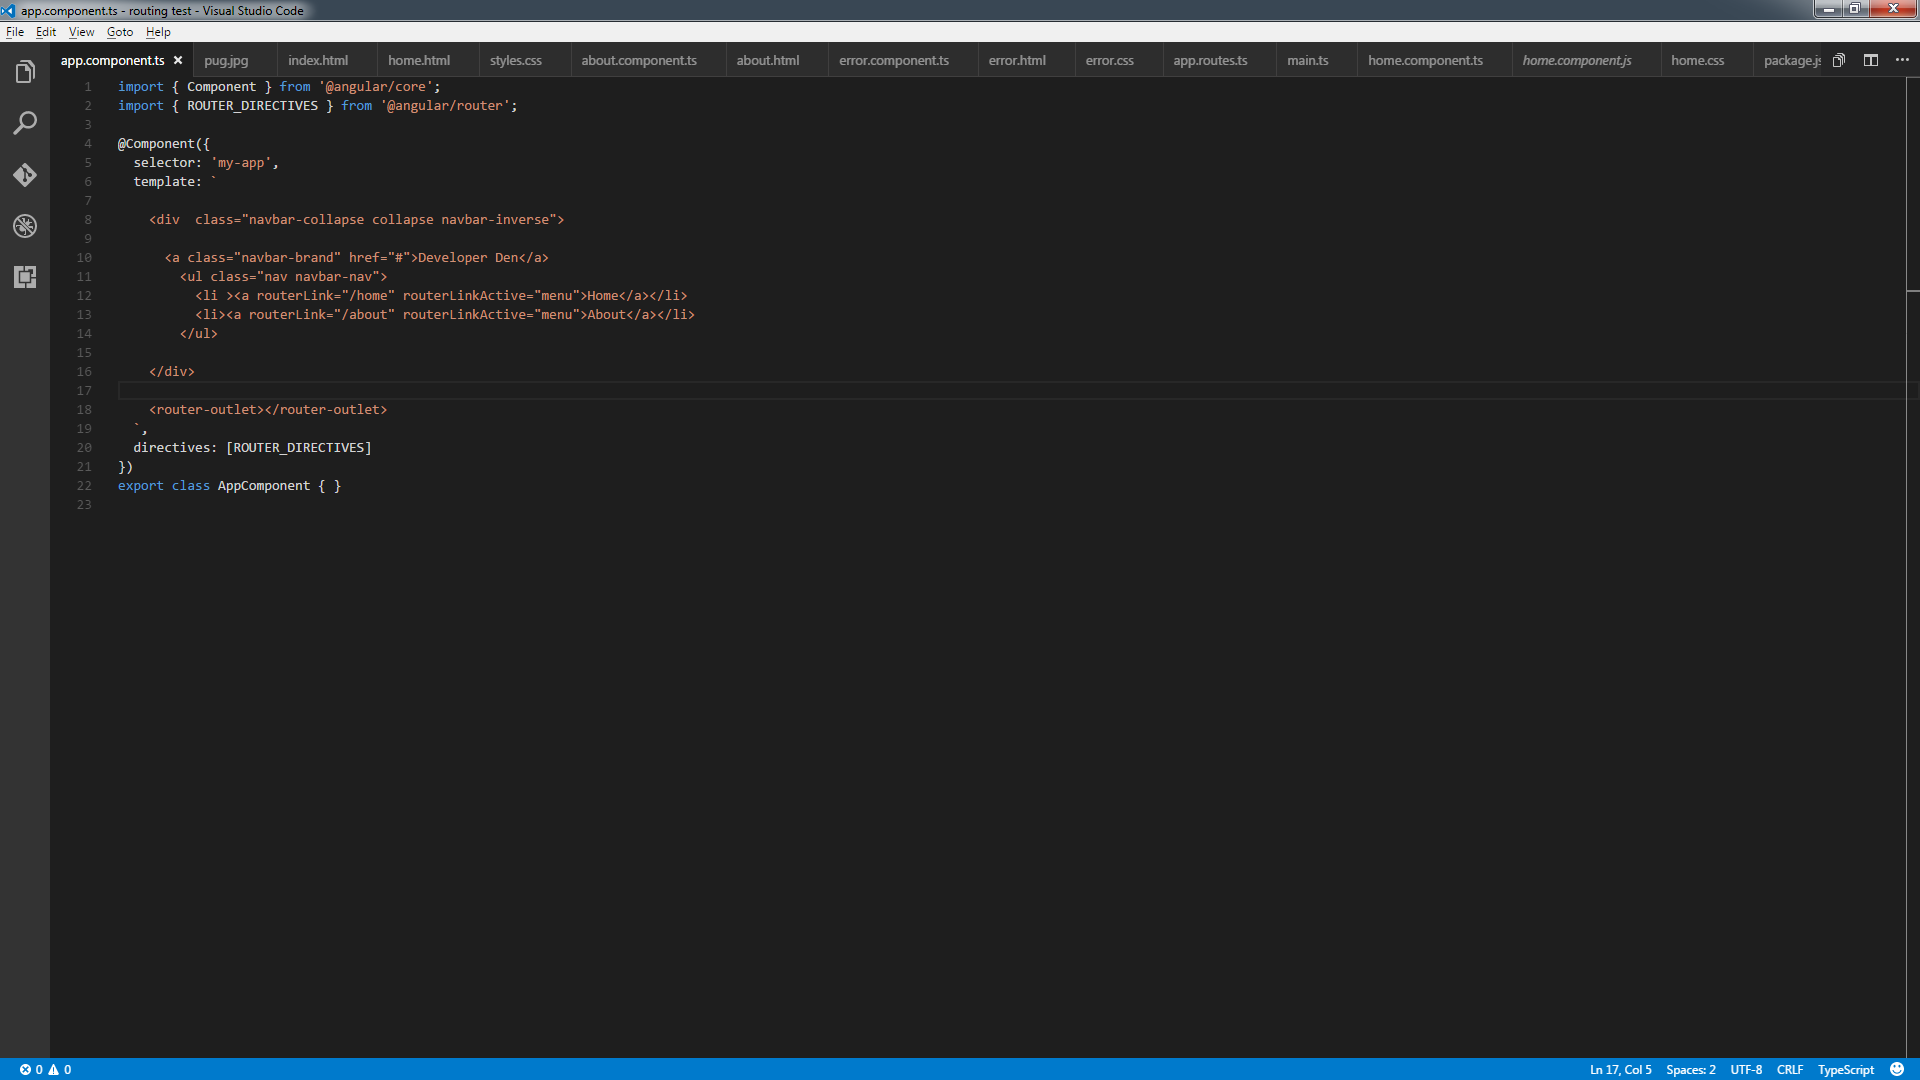 app.component.ts - routing test - Visual Studio Code
File Edit View Goto Help
app.component.ts pug.jpg index.html home.html styles.css about.component.ts about.html error.component.ts error.html error.css app.routes.ts main.ts home.component.ts home.component.js home.css package.js
1 import { Component } from '@angular/core';
2 import { ROUTER_DIRECTIVES } from '@angular/router';
3
4 @Component({
5   selector: 'my-app',
6   template: `
7
8     <div  class="navbar-collapse collapse navbar-inverse">
9
10       <a class="navbar-brand" href="#">Developer Den</a>
11         <ul class="nav navbar-nav">
12           <li ><a routerLink="/home" routerLinkActive="menu">Home</a></li>
13           <li><a routerLink="/about" routerLinkActive="menu">About</a></li>
14         </ul>
15
16     </div>
17
18     <router-outlet></router-outlet>
19   `,
20   directives: [ROUTER_DIRECTIVES]
21 })
22 export class AppComponent { }
23
0 0 Ln 17, Col 5 Spaces: 2 UTF-8 CRLF TypeScript